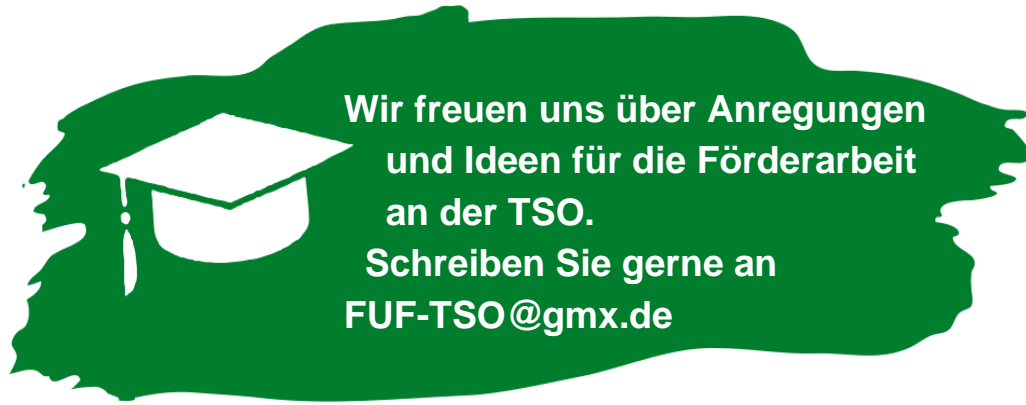 Wir freuen uns über Anregungen
und Ideen für die Förderarbeit
an der TSO.
Schreiben Sie gerne an
FUF-TSO@gmx.de